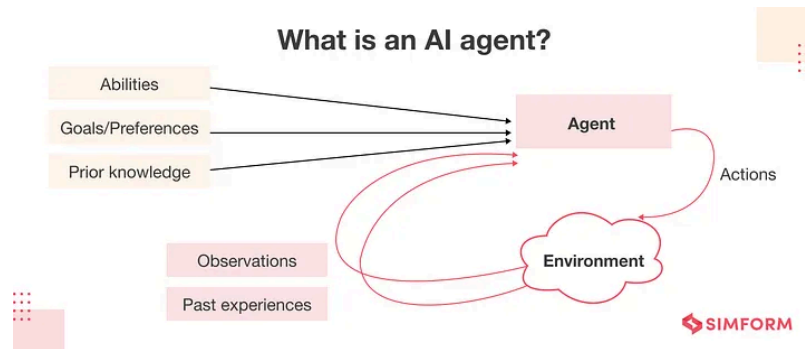 What is an AI agent?
Abilities
Goals/Preferences
Prior knowledge
Agent
Actions
Observations
Past experiences
Environment
SIMFORM